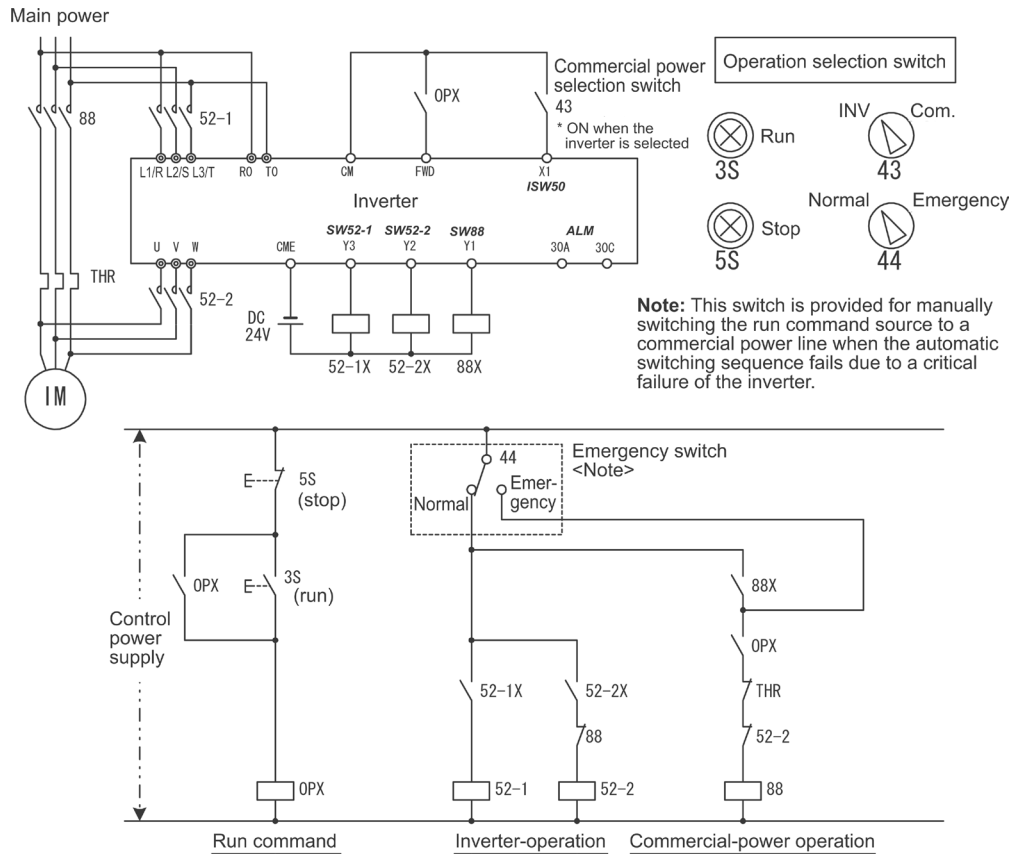 Main power
88
52-1
Commercial power
selection switch
OPX
43
* ON when the
inverter is selected
Operation selection switch
Run
3S
INV
Com.
43
Stop
5S
Normal
Emergency
44
L1/R L2/S L3/T
R0
T0
CM
FWD
X1
ISW50
Inverter
SW52-1
SW52-2
SW88
ALM
U
V
W
CME
Y3
Y2
Y1
30A
30C
THR
52-2
DC
24V
52-1X
52-2X
88X
IM
Note: This switch is provided for manually
switching the run command source to a
commercial power line when the automatic
switching sequence fails due to a critical
failure of the inverter.
5S
(stop)
44
Emergency switch
<Note>
Normal
Emer-
gency
OPX
3S
(run)
88X
Control
power
supply
OPX
52-1X
52-2X
THR
88
52-2
OPX
52-1
52-2
88
Run command
Inverter-operation
Commercial-power operation